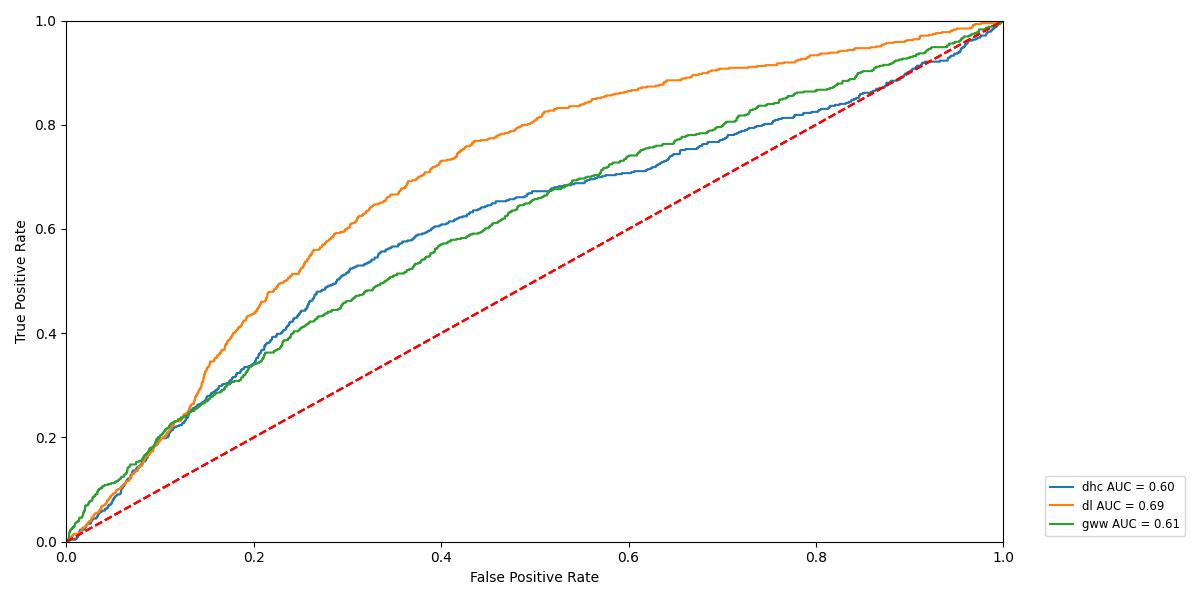 1.0
0.8
0.6
0.4
0.2
0.0
True Positive Rate
0.0 0.2 0.4 0.6 0.8 1.0
False Positive Rate
dhc AUC = 0.60
dl AUC = 0.69
gww AUC = 0.61